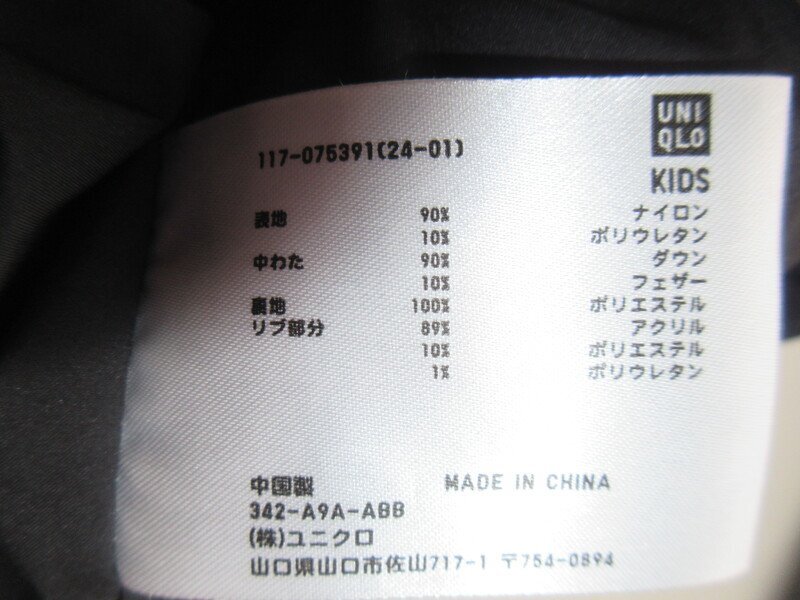 UNI
QLO
KIDS
117-075391(24-01)
表地 90% ナイロン
10% ポリウレタン
中わた 90% ダウン
10% フェザー
裏地 100% ポリエステル
リブ部分 89% アクリル
10% ポリエステル
1% ポリウレタン
中国製 MADE IN CHINA
342-A9A-ABB
(株)ユニクロ
山口県山口市佐山717-1 〒754-0894